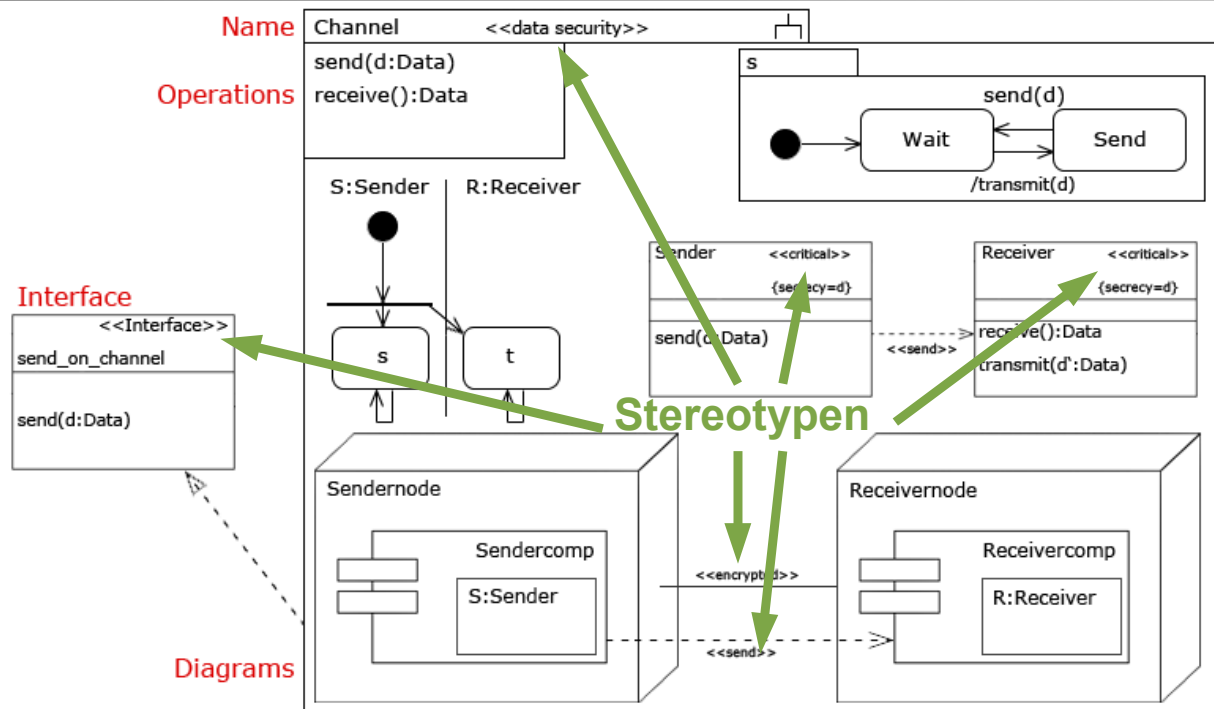 Name
Channel <<data security>>
Operations
send(d:Data)
receive():Data
s
send(d)
Wait
Send
/transmit(d)
S:Sender
R:Receiver
s
t
Sender <<critical>>
{secrecy=d}
send(d:Data)
<<send>>
Receiver <<critical>>
{secrecy=d}
receive():Data
transmit(d‘:Data)
Interface
<<Interface>>
send_on_channel
send(d:Data)
Stereotypen
Sendernode
Sendercomp
S:Sender
<<encrypted>>
<<send>>
Receivernode
Receivercomp
R:Receiver
Diagrams